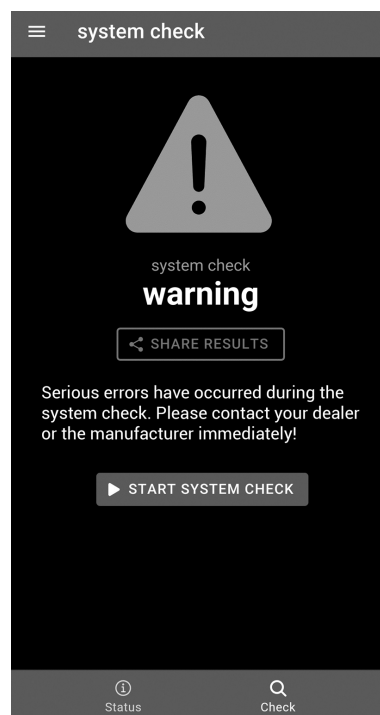 system check
system check
warning
SHARE RESULTS
Serious errors have occurred during the
system check. Please contact your dealer
or the manufacturer immediately!
START SYSTEM CHECK
Status
Check